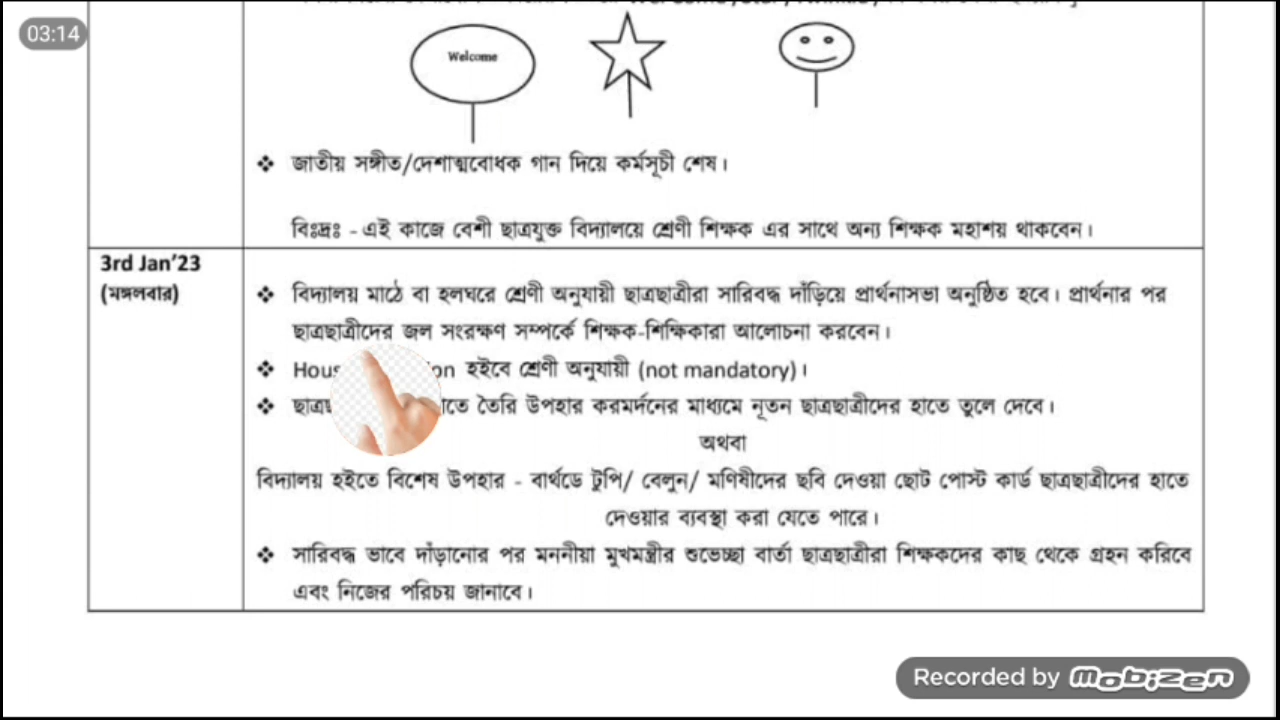 03:14
Welcome
❖ জাতীয় সঙ্গীত/দেশাত্মবোধক গান দিয়ে কর্মসূচী শেষ।
বিঃদ্রঃ - এই কাজে বেশী ছাত্রযুক্ত বিদ্যালয়ে শ্রেণী শিক্ষক এর সাথে অন্য শিক্ষক মহাশয় থাকবেন।
3rd Jan’23
(মঙ্গলবার)
❖ বিদ্যালয় মাঠে বা হলঘরে শ্রেণী অনুযায়ী ছাত্রছাত্রীরা সারিবদ্ধ দাঁড়িয়ে প্রার্থনাসভা অনুষ্ঠিত হবে। প্রার্থনার পর
ছাত্রছাত্রীদের জল সংরক্ষণ সম্পর্কে শিক্ষক-শিক্ষিকারা আলোচনা করবেন।
❖ হইবে শ্রেণী অনুযায়ী (not mandatory)।
❖ তৈরি উপহার করমর্দনের মাধ্যমে নূতন ছাত্রছাত্রীদের হাতে তুলে দেবে।
অথবা
বিদ্যালয় হইতে বিশেষ উপহার - বার্থডে টুপি/ বেলুন/ মণিষীদের ছবি দেওয়া ছোট পোস্ট কার্ড ছাত্রছাত্রীদের হাতে
দেওয়ার ব্যবস্থা করা যেতে পারে।
❖ সারিবদ্ধ ভাবে দাঁড়ানোর পর মননীয়া মুখমন্ত্রীর শুভেচ্ছা বার্তা ছাত্রছাত্রীরা শিক্ষকদের কাছ থেকে গ্রহন করিবে
এবং নিজের পরিচয় জানাবে।
Recorded by Mobizen